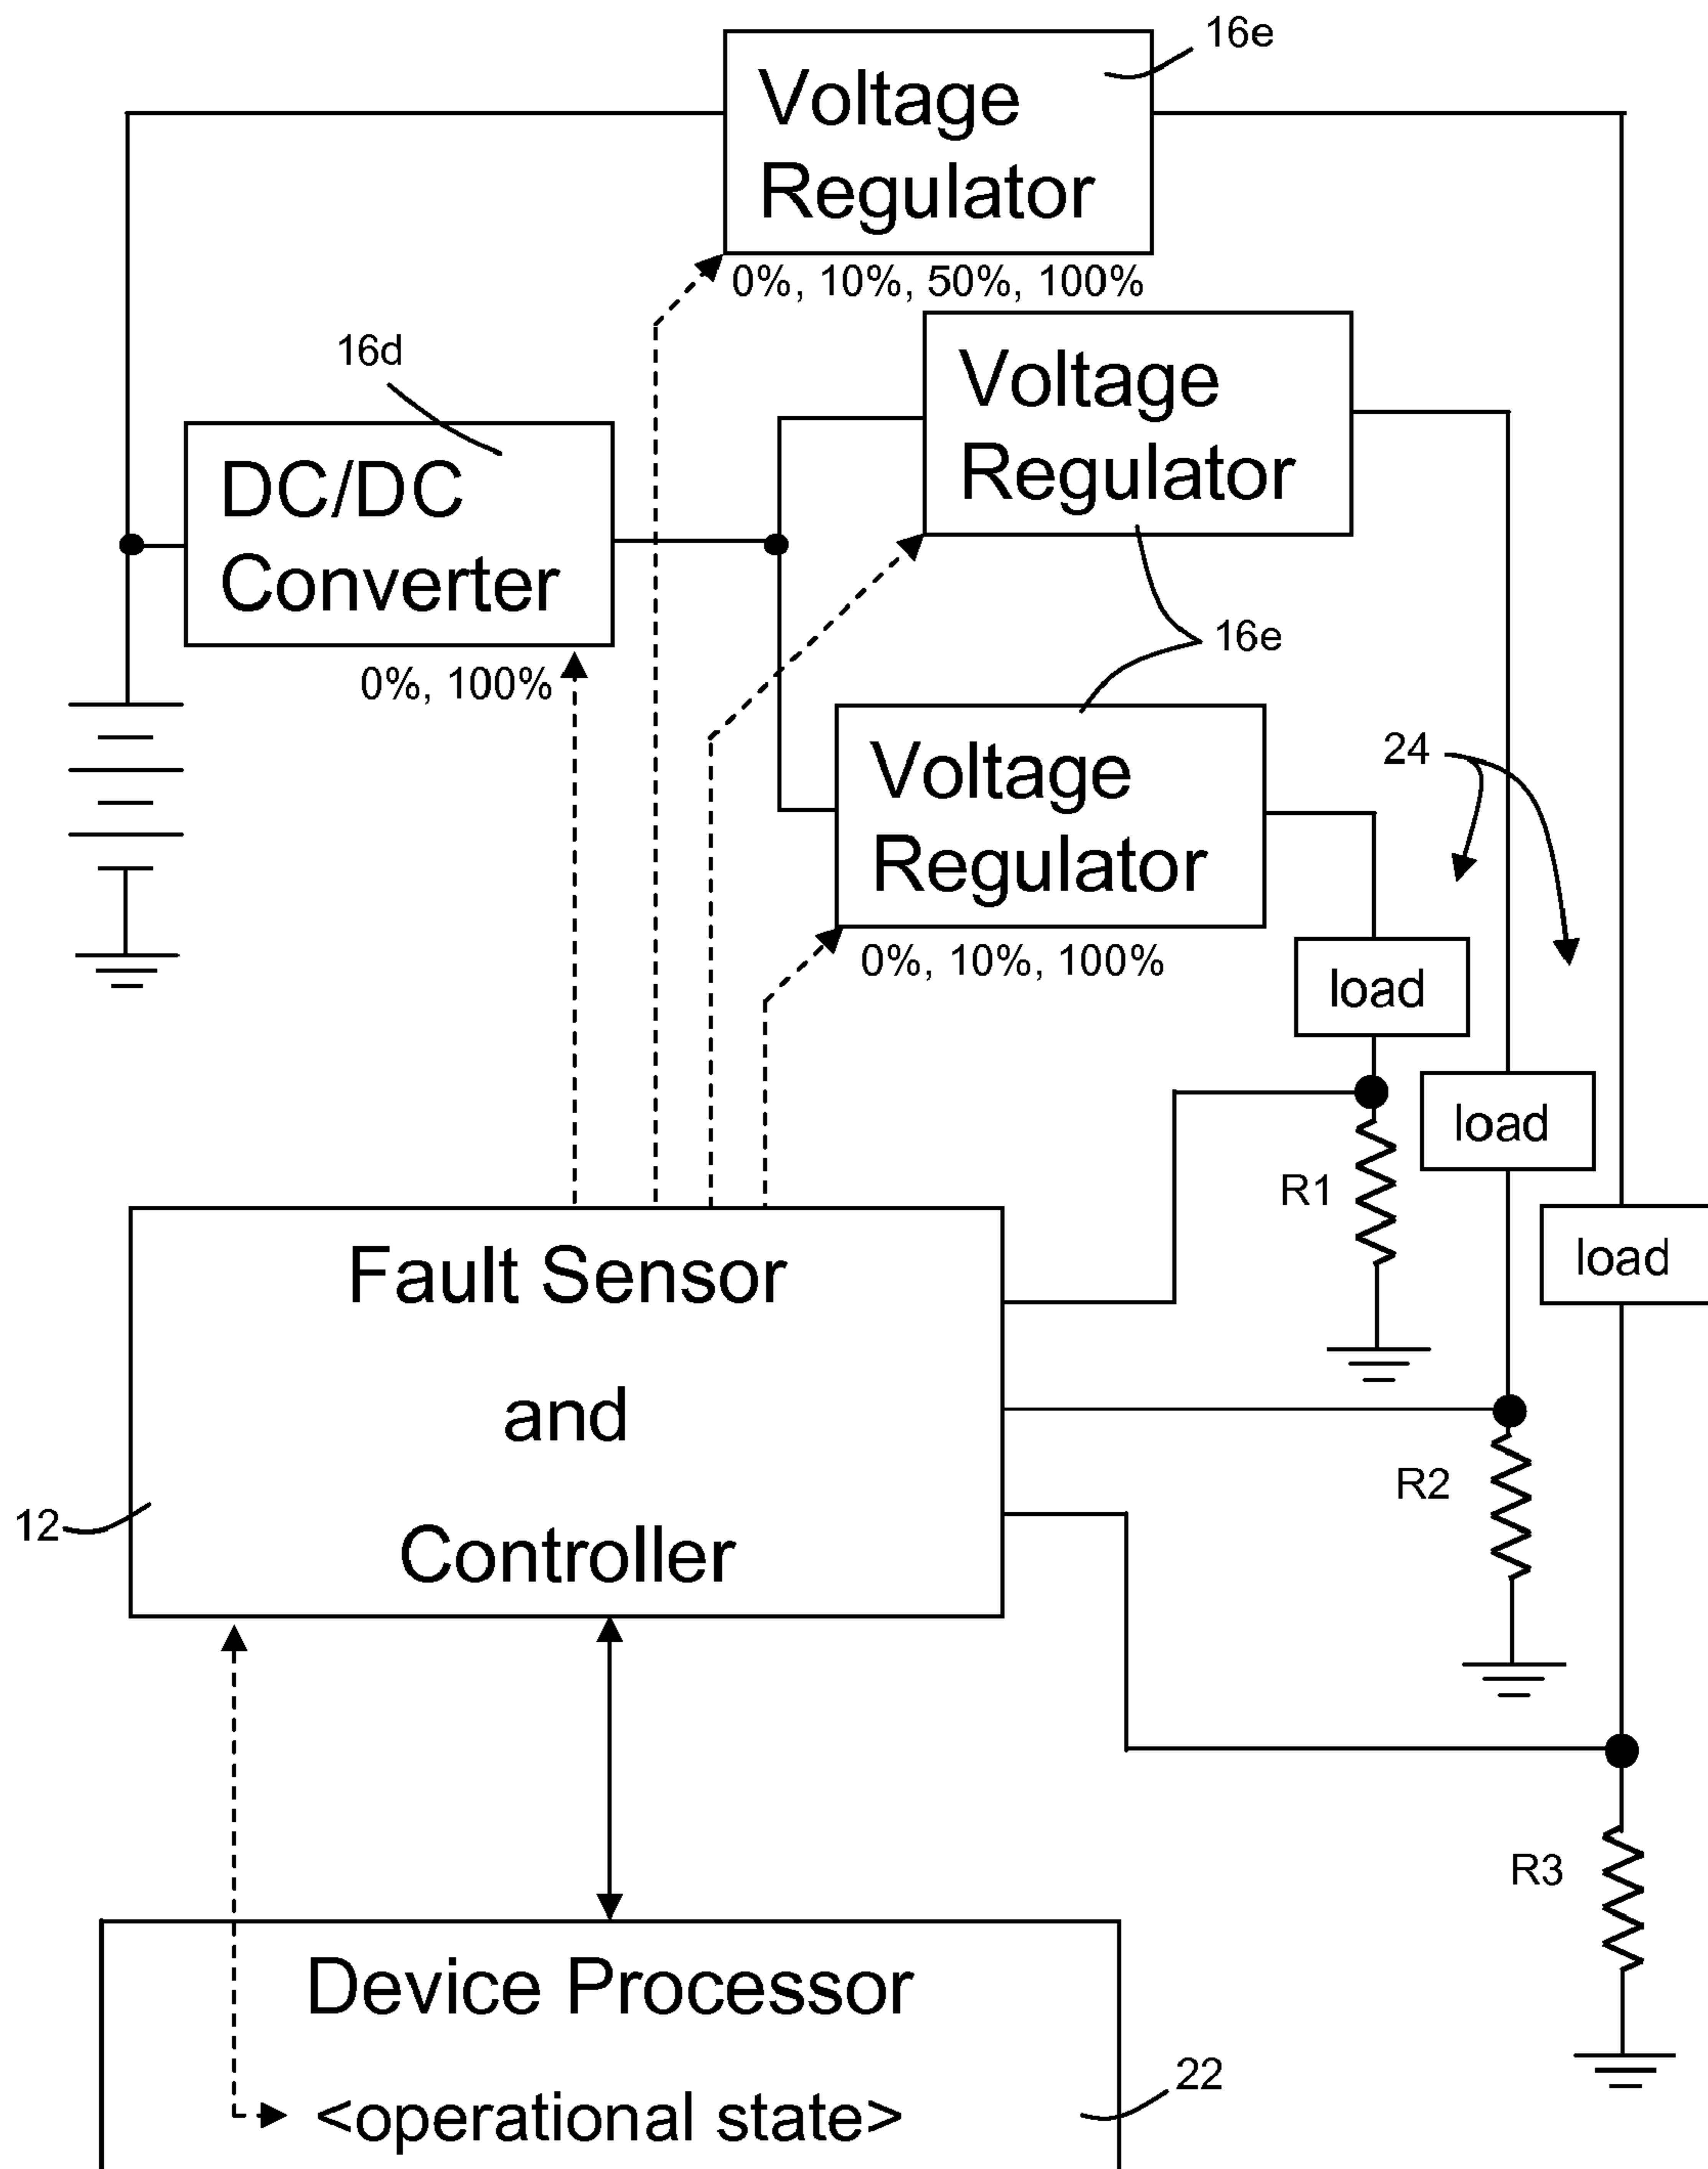 16e
Voltage
Regulator
0%, 10%, 50%, 100%
16d
Voltage
Regulator
DC/DC
Converter
16e
0%, 100%
24
Voltage
Regulator
0%, 10%, 100%
load
load
R1
load
Fault Sensor
and
Controller
R2
12
R3
Device Processor
22
<operational state>